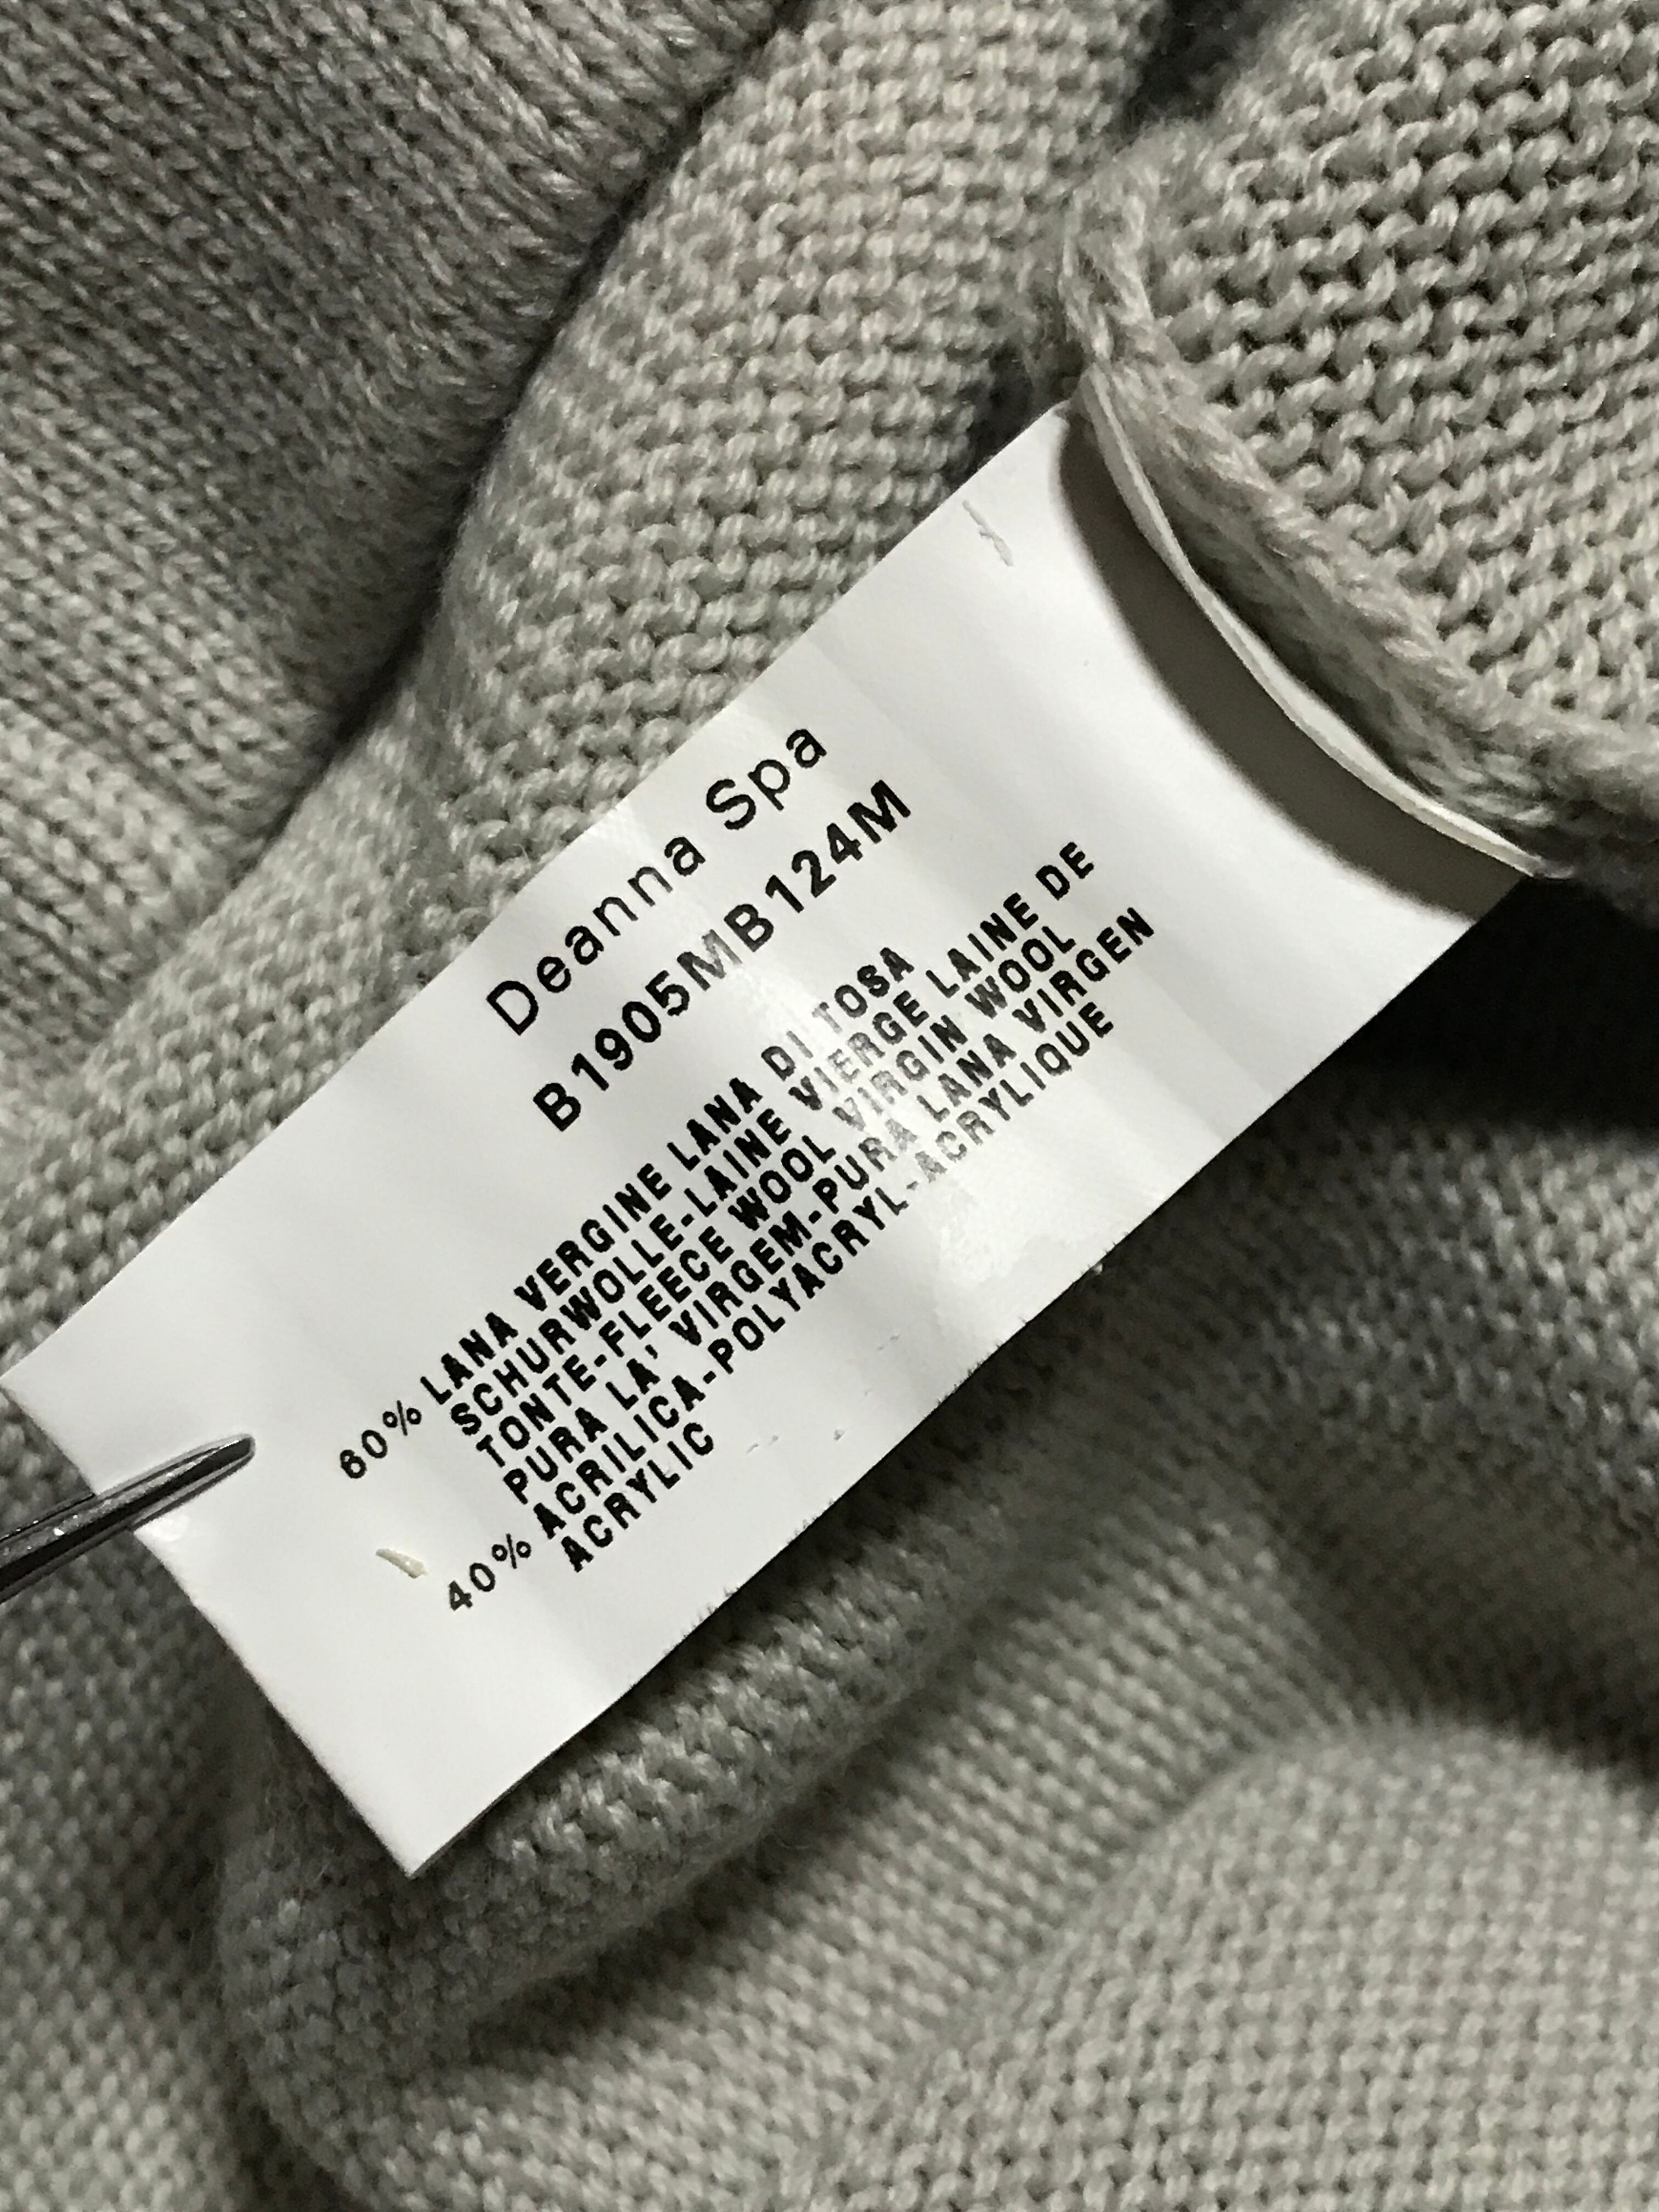 Deanna Spa
B1905MB124M
60% LANA VERGINE LANA DI TOSA
SCHURWOLLE-LAINE VIERGE LAINE DE
TONTE-FLEECE WOOL VIRGIN WOOL
PURA LA' VIRGEM-PURA LANA VIRGEN
40% ACRILICA-POLYACRYL-ACRYLIQUE
ACRYLIC